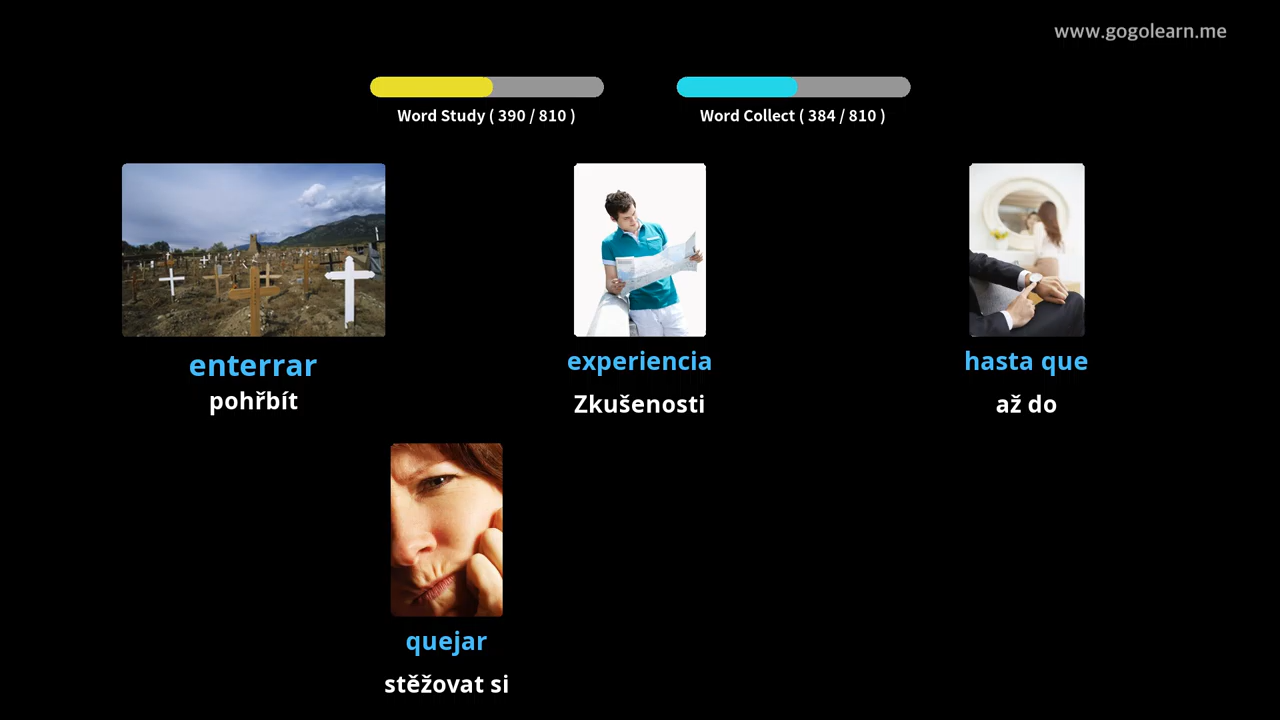 www.gogolearn.me
Word Study ( 390 / 810 )
Word Collect ( 384 / 810 )
enterrar
pohřbít
experiencia
Zkušenosti
hasta que
až do
quejar
stěžovat si